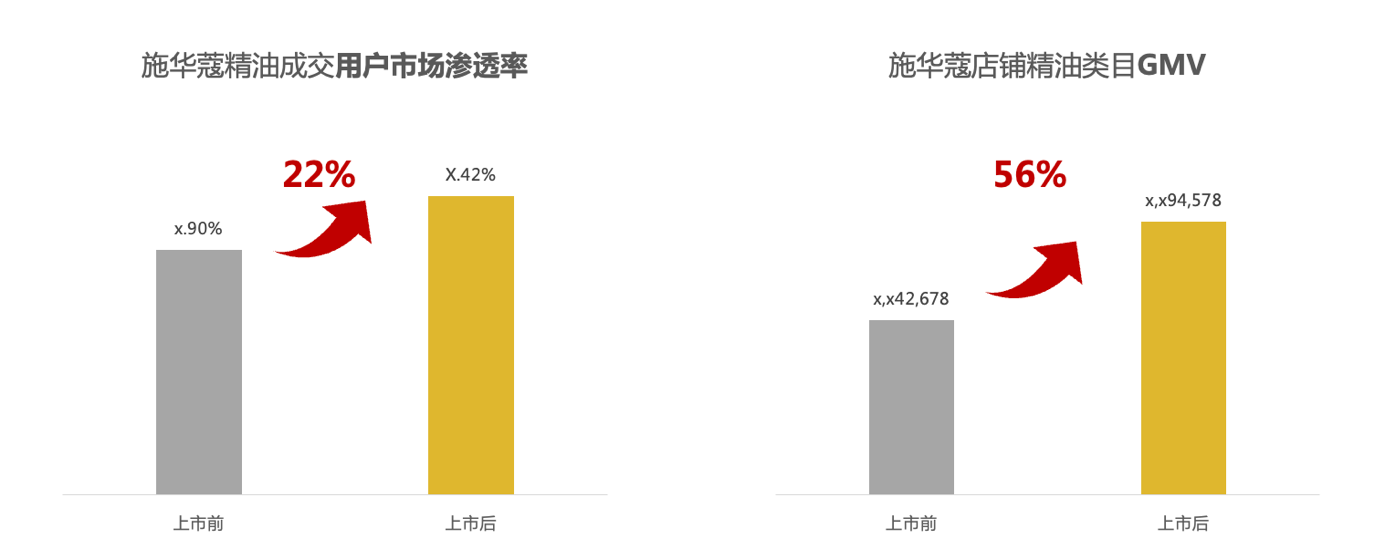 施华蔻精油成交用户市场渗透率
22%
X.42%
x.90%
上市前
上市后
施华蔻店铺精油类目GMV
56%
x,x94,578
x,x42,678
上市前
上市后